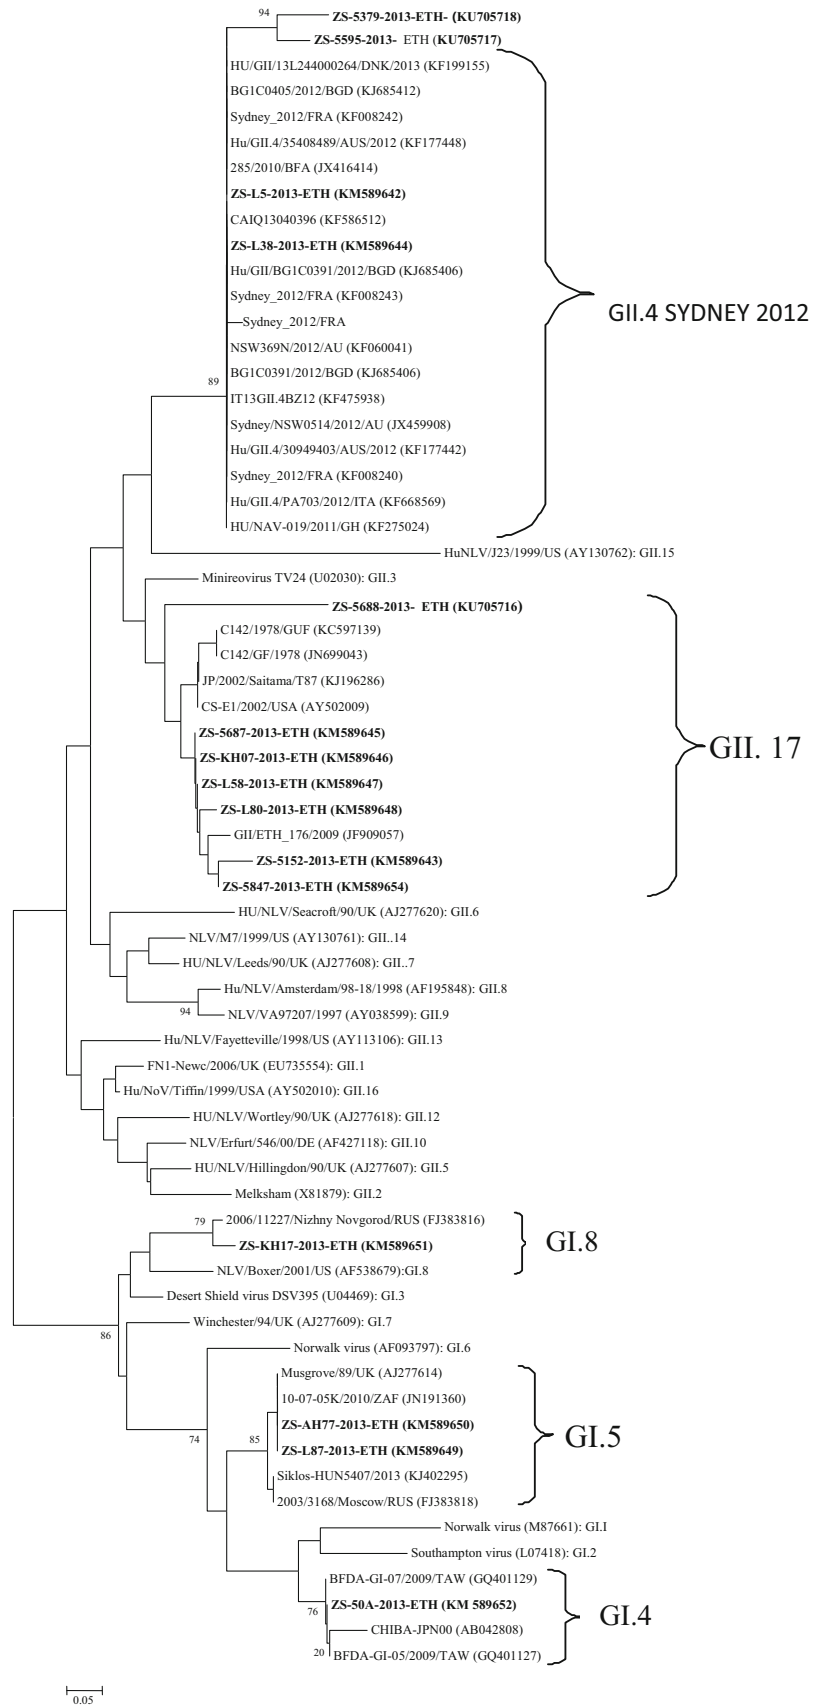 94
ZS-5379-2013-ETH- (KU705718)
ZS-5595-2013- ETH (KU705717)
HU/GII/13L244000264/DNK/2013 (KF199155)
BG1C0405/2012/BGD (KJ685412)
Sydney_2012/FRA (KF008242)
Hu/GII.4/35408489/AUS/2012 (KF177448)
285/2010/BFA (JX416414)
ZS-L5-2013-ETH (KM589642)
CAIQ13040396 (KF586512)
ZS-L38-2013-ETH (KM589644)
Hu/GII/BG1C0391/2012/BGD (KJ685406)
Sydney_2012/FRA (KF008243)
GII.4 SYDNEY 2012
Sydney_2012/FRA
NSW369N/2012/AU (KF060041)
BG1C0391/2012/BGD (KJ685406)
89
IT13GII.4BZ12 (KF475938)
Sydney/NSW0514/2012/AU (JX459908)
Hu/GII.4/30949403/AUS/2012 (KF177442)
Sydney_2012/FRA (KF008240)
Hu/GII.4/PA703/2012/ITA (KF668569)
HU/NAV-019/2011/GH (KF275024)
HuNLV/J23/1999/US (AY130762): GII.15
Minireovirus TV24 (U02030): GII.3
ZS-5688-2013- ETH (KU705716)
C142/1978/GUF (KC597139)
C142/GF/1978 (JN699043)
JP/2002/Saitama/T87 (KJ196286)
CS-E1/2002/USA (AY502009)
ZS-5687-2013-ETH (KM589645)
GII. 17
ZS-KH07-2013-ETH (KM589646)
ZS-L58-2013-ETH (KM589647)
ZS-L80-2013-ETH (KM589648)
GII/ETH_176/2009 (JF909057)
ZS-5152-2013-ETH (KM589643)
ZS-5847-2013-ETH (KM589654)
HU/NLV/Seacroft/90/UK (AJ277620): GII.6
NLV/M7/1999/US (AY130761): GII..14
HU/NLV/Leeds/90/UK (AJ277608): GII..7
Hu/NLV/Amsterdam/98-18/1998 (AF195848): GII.8
94
NLV/VA97207/1997 (AY038599): GII.9
Hu/NLV/Fayetteville/1998/US (AY113106): GII.13
FN1-Newc/2006/UK (EU735554): GII.1
Hu/NoV/Tiffin/1999/USA (AY502010): GII.16
HU/NLV/Wortley/90/UK (AJ277618): GII.12
NLV/Erfurt/546/00/DE (AF427118): GII.10
HU/NLV/Hillingdon/90/UK (AJ277607): GII.5
Melksham (X81879): GII.2
79
2006/11227/Nizhny Novgorod/RUS (FJ383816)
ZS-KH17-2013-ETH (KM589651)
GI.8
NLV/Boxer/2001/US (AF538679):GI.8
Desert Shield virus DSV395 (U04469): GI.3
86
Winchester/94/UK (AJ277609): GI.7
Norwalk virus (AF093797): GI.6
Musgrove/89/UK (AJ277614)
10-07-05K/2010/ZAF (JN191360)
ZS-AH77-2013-ETH (KM589650)
74
85
GI.5
ZS-L87-2013-ETH (KM589649)
Siklos-HUN5407/2013 (KJ402295)
2003/3168/Moscow/RUS (FJ383818)
Norwalk virus (M87661): GI.I
Southampton virus (L07418): GI.2
BFDA-GI-07/2009/TAW (GQ401129)
76
ZS-50A-2013-ETH (KM 589652)
GI.4
CHIBA-JPN00 (AB042808)
20
BFDA-GI-05/2009/TAW (GQ401127)
0.05